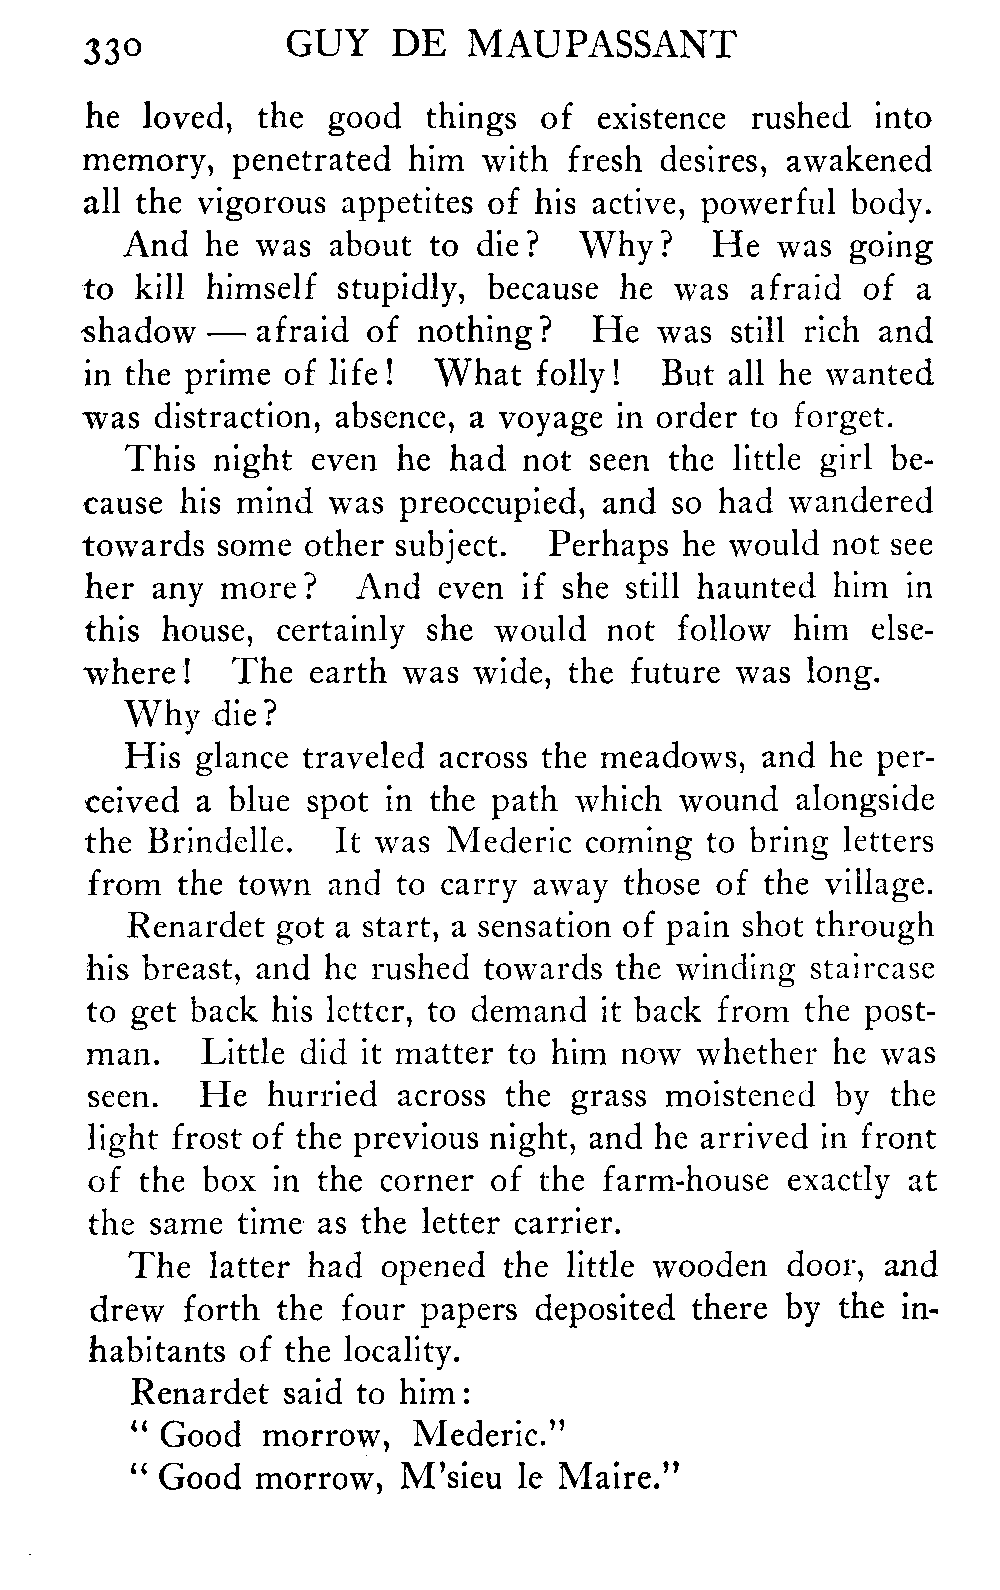 330 GUY DE MAUPASSANT
he loved, the good things of existence rushed into
memory, penetrated him with fresh desires, awakened
all the vigorous appetites of his active, powerful body.
And he was about to die? Why? He was going
to kill himself stupidly, because he was afraid of a
shadow — afraid of nothing? He was still rich and
in the prime of life! What folly! But all he wanted
was distraction, absence, a voyage in order to forget.
This night even he had not seen the little girl be-
cause his mind was preoccupied, and so had wandered
towards some other subject. Perhaps he would not see
her any more? And even if she still haunted him in
this house, certainly she would not follow him else-
where! The earth was wide, the future was long.
Why die?
His glance traveled across the meadows, and he per-
ceived a blue spot in the path which wound alongside
the Brindelle. It was Mederic coming to bring letters
from the town and to carry away those of the village.
Renardet got a start, a sensation of pain shot through
his breast, and he rushed towards the winding staircase
to get back his letter, to demand it back from the post-
man. Little did it matter to him now whether he was
seen. He hurried across the grass moistened by the
light frost of the previous night, and he arrived in front
of the box in the corner of the farm-house exactly at
the same time as the letter carrier.
The latter had opened the little wooden door, and
drew forth the four papers deposited there by the in-
habitants of the locality.
Renardet said to him:
"Good morrow, Mederic."
"Good morrow, M'sieu le Maire."